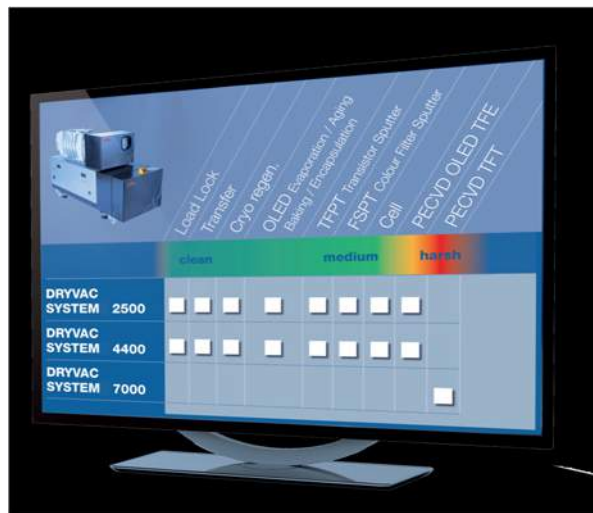 Load Lock
Transfer
Cryo regen.
OLED Evaporation / Aging
Baking / Encapsulation
TFPT Transistor Sputter
FSPT Colour Filter Sputter
Cell
PECVD OLED TFE
PECVD TFT
clean medium harsh
DRYVAC
SYSTEM 2500
DRYVAC
SYSTEM 4400
DRYVAC
SYSTEM 7000